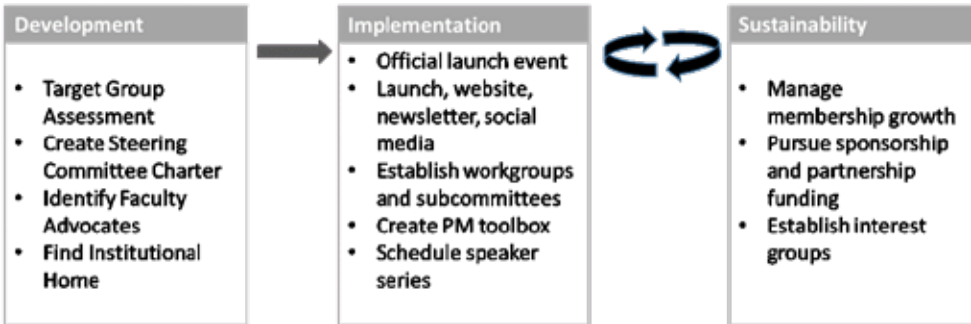 Development
• Target Group
Assessment
• Create Steering
Committee Charter
• Identify Faculty
Advocates
• Find Institutional
Home
Implementation
• Official launch event
• Launch, website,
newsletter, social
media
• Establish workgroups
and subcommittees
• Create PM toolbox
• Schedule speaker
series
Sustainability
• Manage
membership growth
• Pursue sponsorship
and partnership
funding
• Establish interest
groups